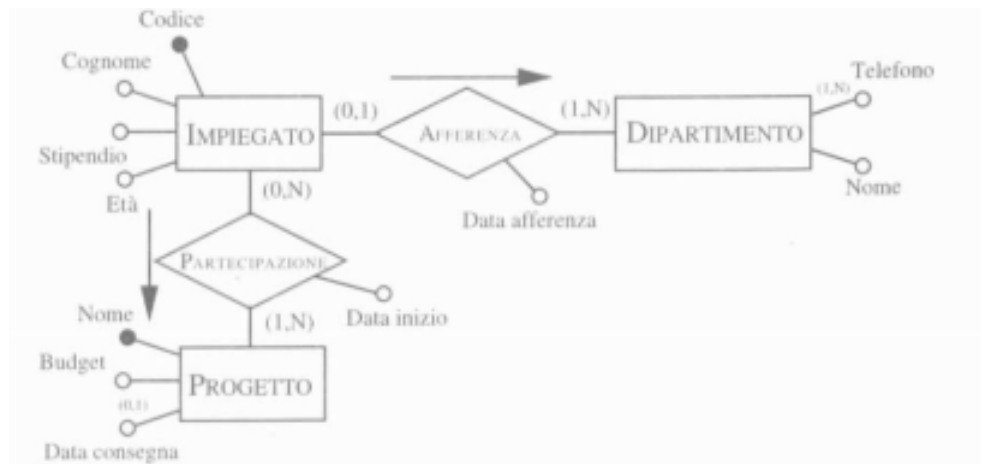 Codice
Cognome
Telefono
(1,N)
(0,1)
(1,N)
IMPIEGATO
AFFERENZA
DIPARTIMENTO
Stipendio
Nome
Età
(0,N)
Data afferenza
PARTECIPAZIONE
Nome
(1,N)
Data inizio
Budget
PROGETTO
(0,1)
Data consegna